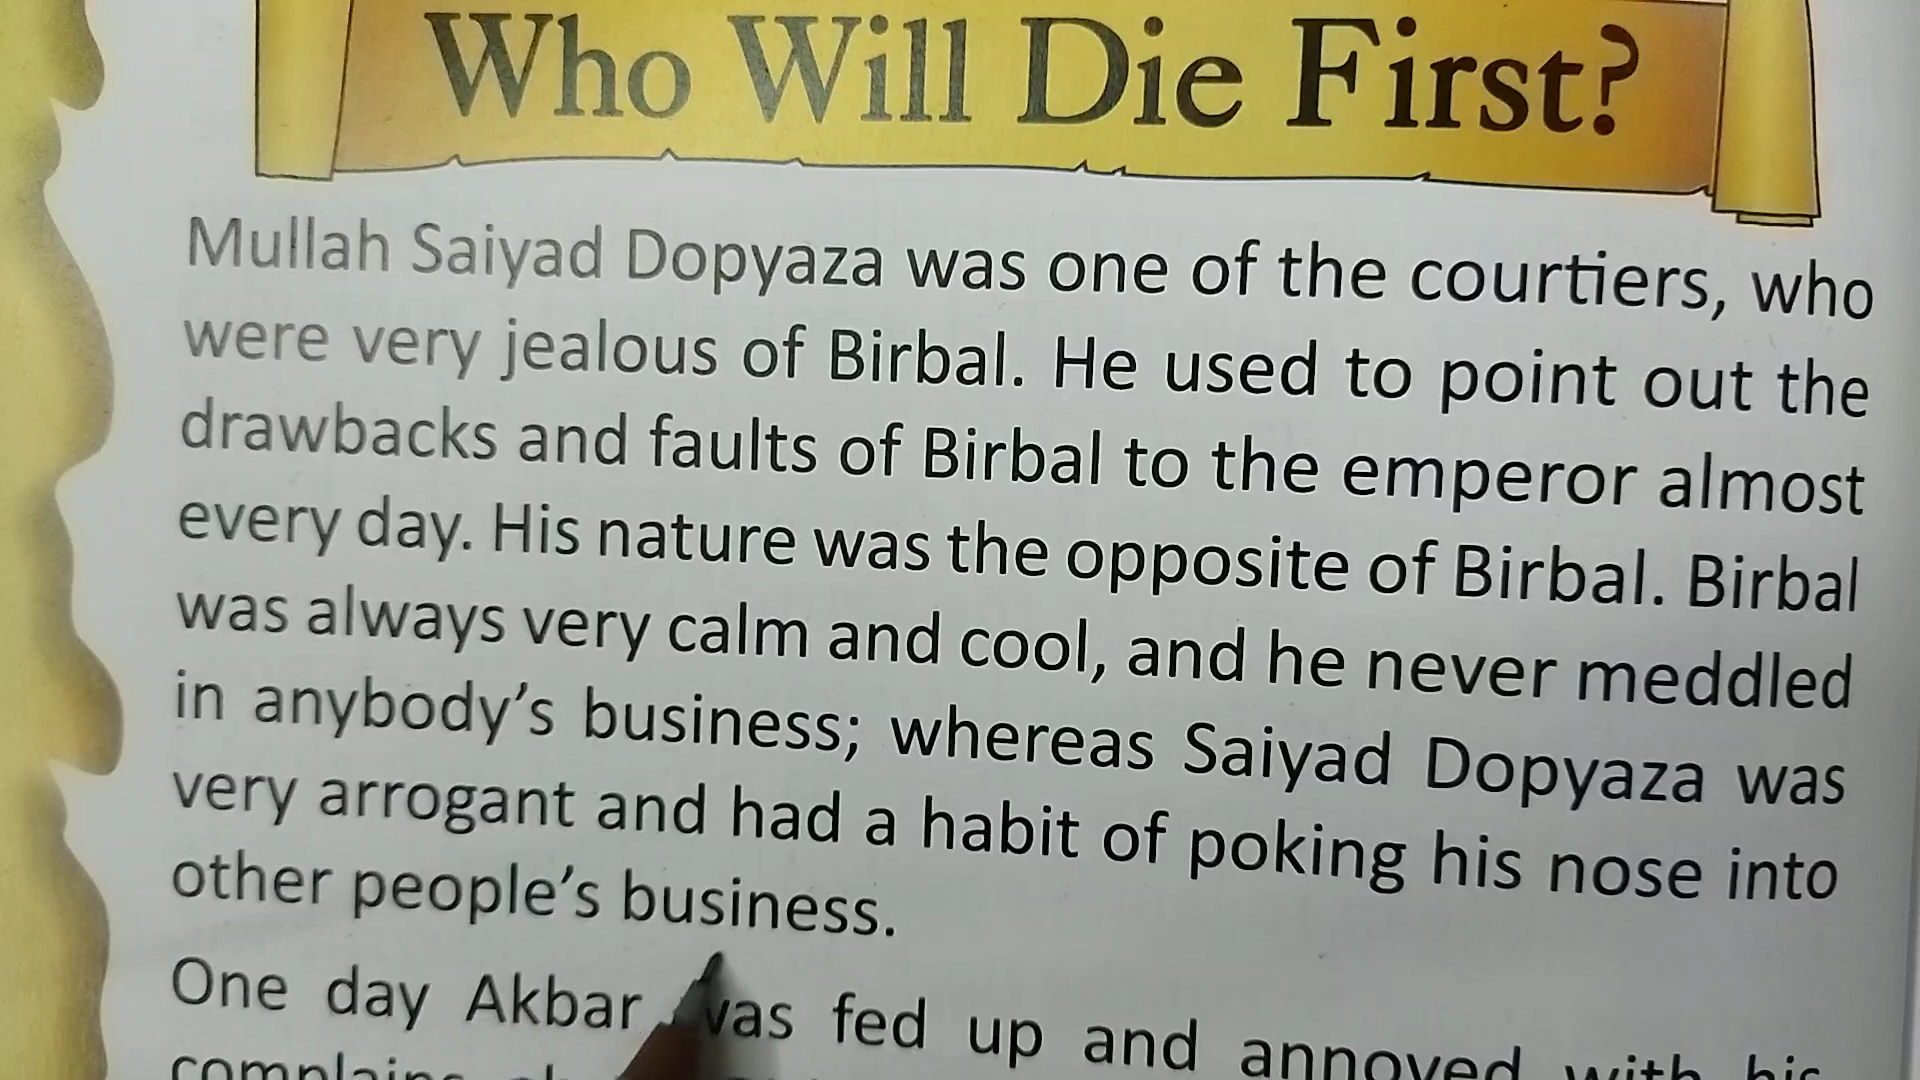 Who Will Die First?
Mullah Saiyad Dopyaza was one of the courtiers, who
were very jealous of Birbal. He used to point out the
drawbacks and faults of Birbal to the emperor almost
every day. His nature was the opposite of Birbal. Birbal
was always very calm and cool, and he never meddled
in anybody’s business; whereas Saiyad Dopyaza was
very arrogant and had a habit of poking his nose into
other people’s business.
One day Akbar was fed up and annoyed with his
complains